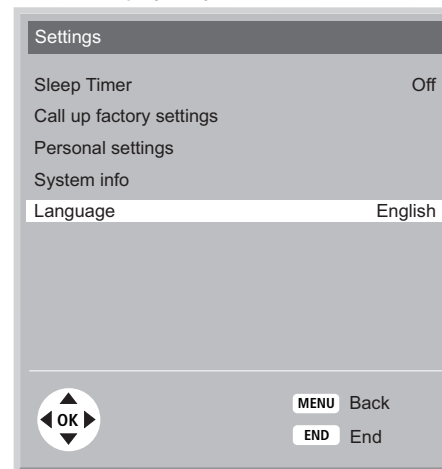 Settings
Sleep Timer Off
Call up factory settings
Personal settings
System info
Language English
OK MENU Back
END End